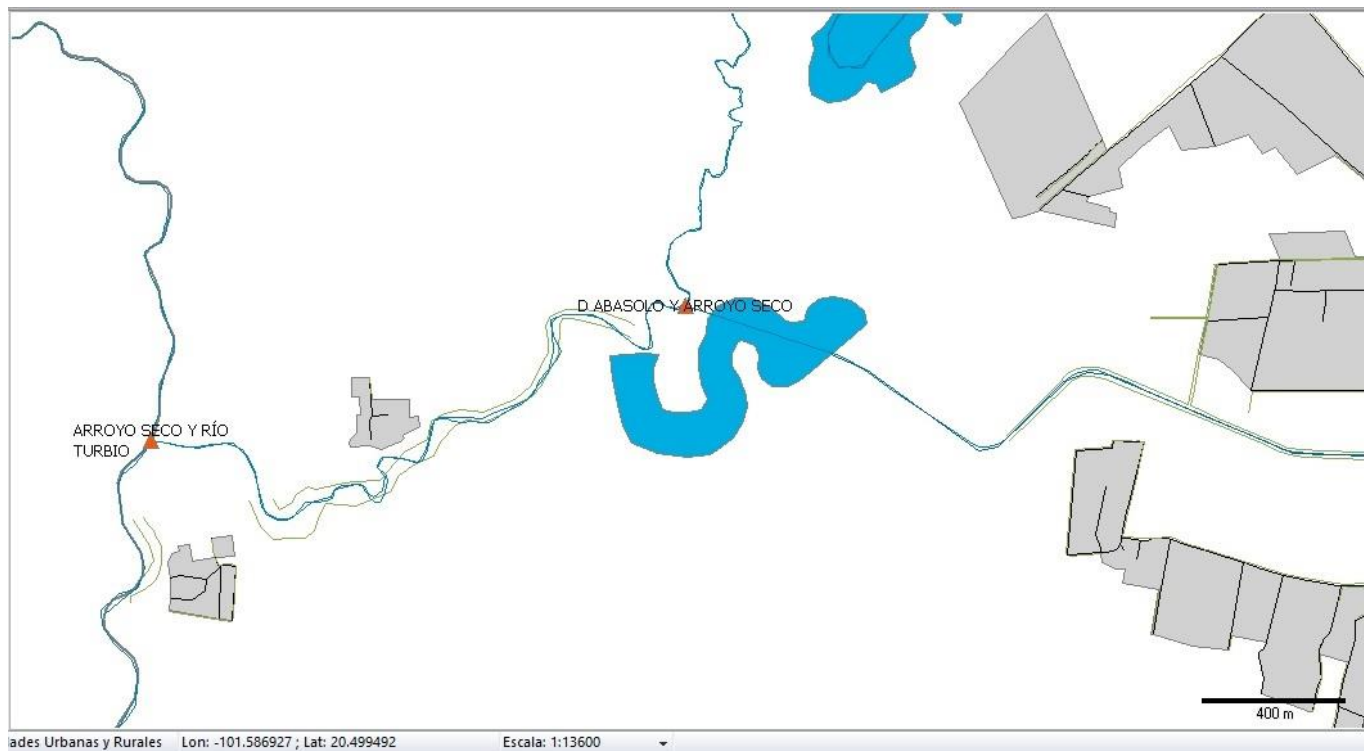 D ABASOLO Y ARROYO SECO
ARROYO SECO Y RÍO
TURBIO
400 m
ades Urbanas y Rurales Lon: -101.586927 ; Lat: 20.499492 Escala: 1:13600